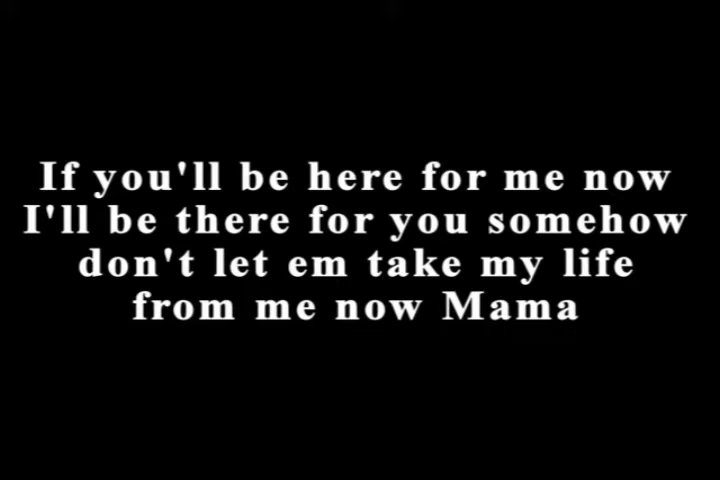 If you'll be here for me now
I'll be there for you somehow
don't let em take my life
from me now Mama